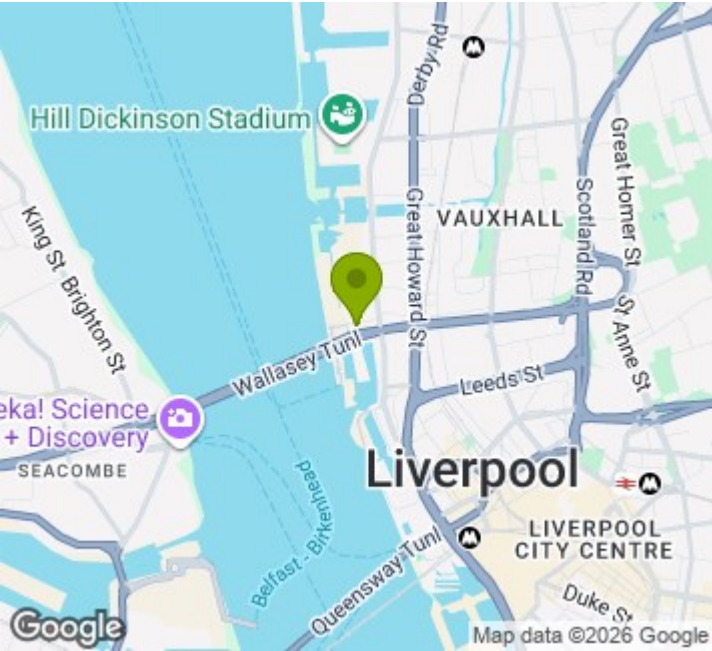 Derby Rd
Hill Dickinson Stadium
Great Homer St
King St
Brighton St
Great Howard St
VAUXHALL
Scotland Rd
St Anne St
Wallasey Tunl
Leeds St
eka! Science
+ Discovery
SEACOMBE
Liverpool
Belfast - Birkenhead
Queensway Tunl
LIVERPOOL
CITY CENTRE
Duke St
Google
Map data ©2026 Google